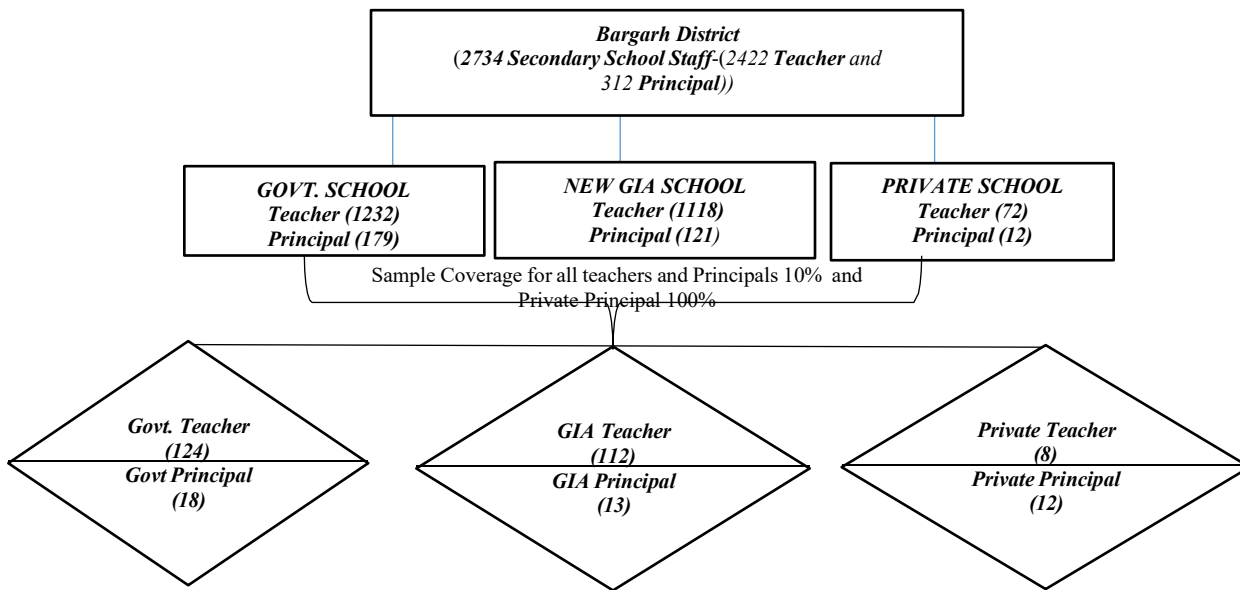 Bargarh District
(2734 Secondary School Staff-(2422 Teacher and
312 Principal))
GOVT. SCHOOL
Teacher (1232)
Principal (179)
NEW GIA SCHOOL
Teacher (1118)
Principal (121)
PRIVATE SCHOOL
Teacher (72)
Principal (12)
Sample Coverage for all teachers and Principals 10% and
Private Principal 100%
Govt. Teacher
(124)
Govt Principal
(18)
GIA Teacher
(112)
GIA Principal
(13)
Private Teacher
(8)
Private Principal
(12)